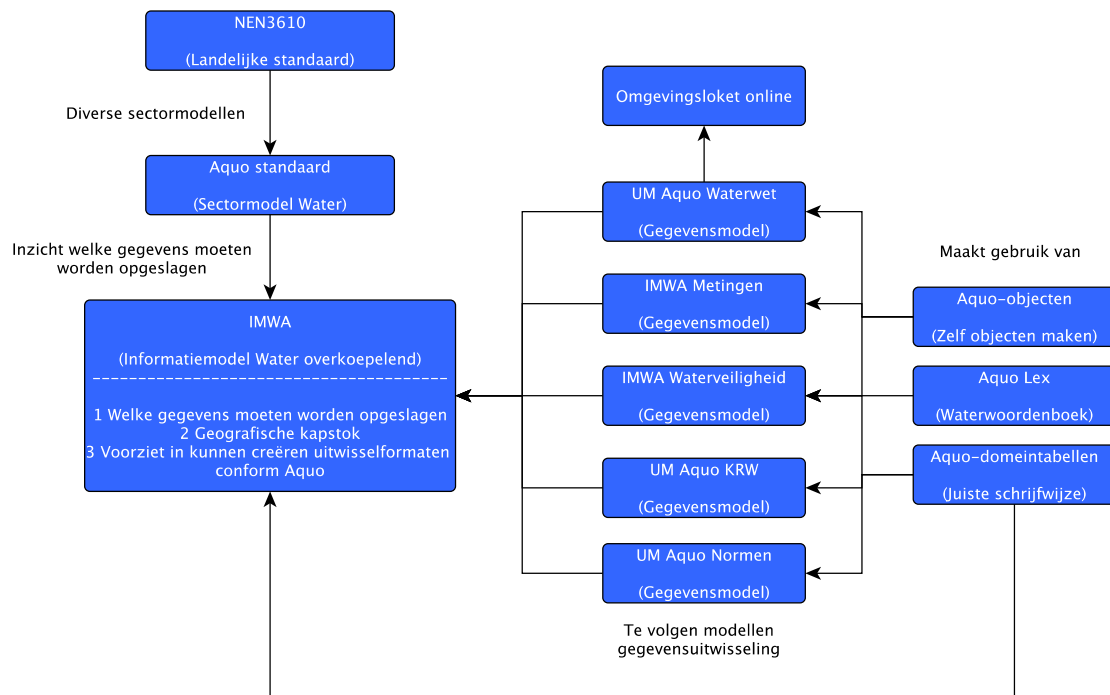 NEN3610
(Landelijke standaard)
Diverse sectormodellen
Aquo standaard
(Sectormodel Water)
Inzicht welke gegevens moeten
worden opgeslagen
IMWA
(Informatiemodel Water overkoepelend)
---------------------------------------
1 Welke gegevens moeten worden opgeslagen
2 Geografische kapstok
3 Voorziet in kunnen creëren uitwisselformaten
conform Aquo
Omgevingsloket online
UM Aquo Waterwet
(Gegevensmodel)
IMWA Metingen
(Gegevensmodel)
IMWA Waterveiligheid
(Gegevensmodel)
UM Aquo KRW
(Gegevensmodel)
UM Aquo Normen
(Gegevensmodel)
Te volgen modellen
gegevensuitwisseling
Maakt gebruik van
Aquo-objecten
(Zelf objecten maken)
Aquo Lex
(Waterwoordenboek)
Aquo-domeintabellen
(Juiste schrijfwijze)